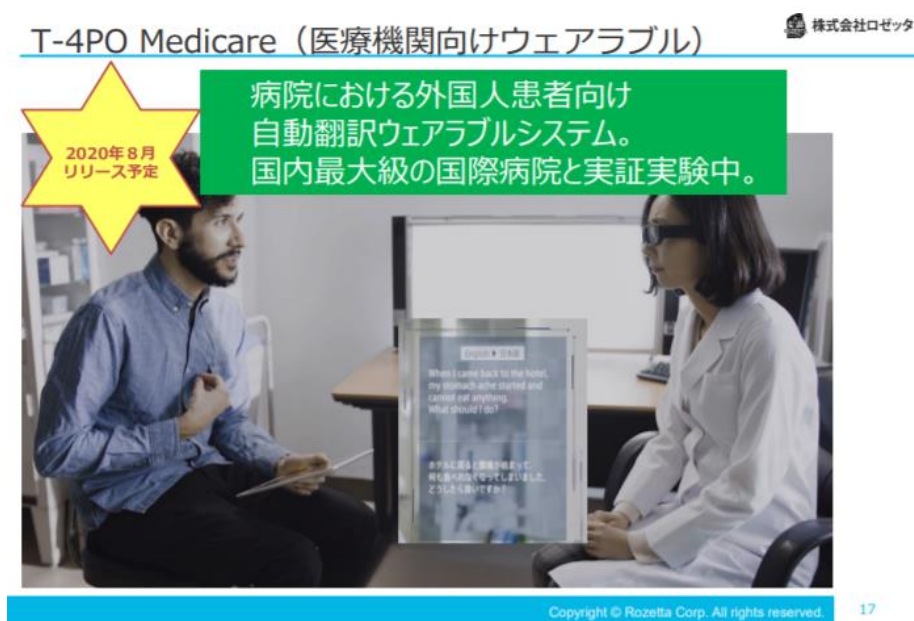 T-4PO Medicare（医療機関向けウェアラブル）
株式会社ロゼッタ
病院における外国人患者向け
自動翻訳ウェアラブルシステム。
国内最大級の国際病院と実証実験中。
2020年８月
リリース予定
English ▶ 日本語
When I came back to the hotel,
my stomach ache started and
cannot eat anything.
What should I do?
ホテルに戻ると腹痛が始まって、
何も食べれなくなってしまいました。
どうしたら良いですか？
Copyright © Rozetta Corp. All rights reserved.
17